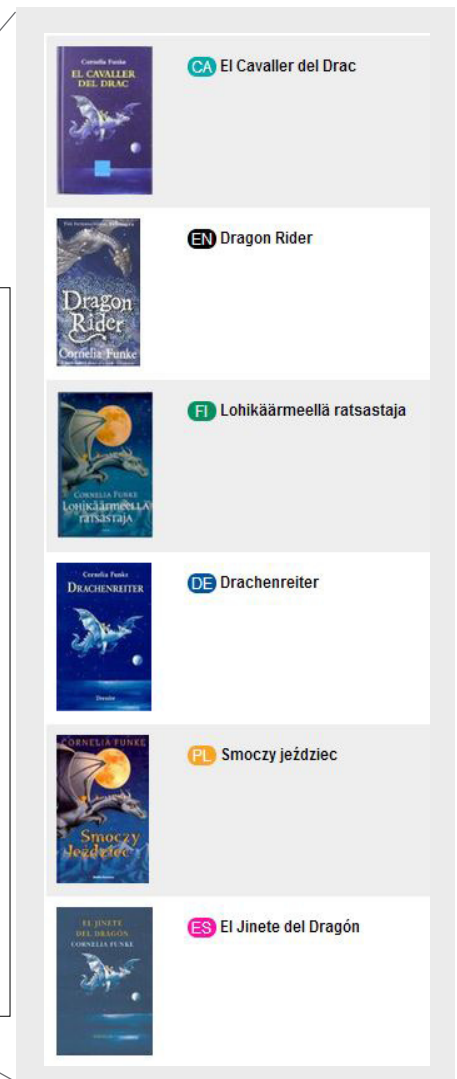 Cornelia Funke
EL CAVALLER
DEL DRAC
CA El Cavaller del Drac
Dragon
Rider
Cornelia Funke
EN Dragon Rider
CORNELIA FUNKE
LOHIKÄÄRMEELLÄ
RATSASTAJA
FI Lohikäärmeellä ratsastaja
Cornelia Funke
DRACHENREITER
Dressler
DE Drachenreiter
CORNELIA FUNKE
Smoczy
Jeździec
PL Smoczy jeździec
EL JINETE
DEL DRAGÓN
CORNELIA FUNKE
ES El Jinete del Dragón